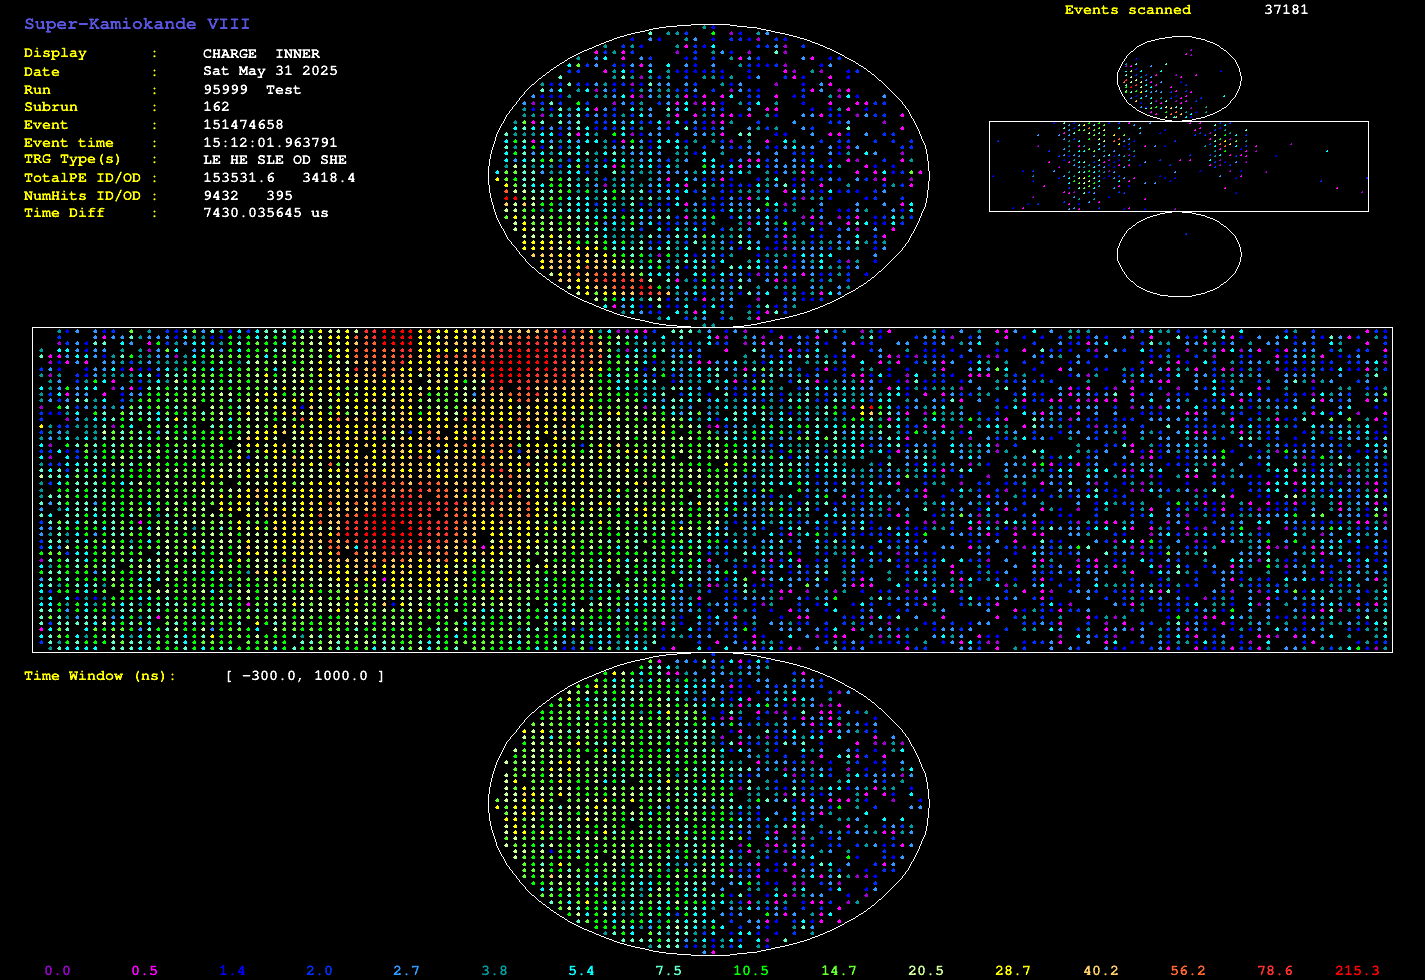 Super-Kamiokande VIII
Events scanned 37181
Display : CHARGE INNER
Date : Sat May 31 2025
Run : 95999 Test
Subrun : 162
Event : 151474658
Event time : 15:12:01.963791
TRG Type(s) : LE HE SLE OD SHE
TotalPE ID/OD : 153531.6 3418.4
NumHits ID/OD : 9432 395
Time Diff : 7430.035645 us
Time Window (ns): [ -300.0, 1000.0 ]
0.0 0.5 1.4 2.0 2.7 3.8 5.4 7.5 10.5 14.7 20.5 28.7 40.2 56.2 78.6 215.3